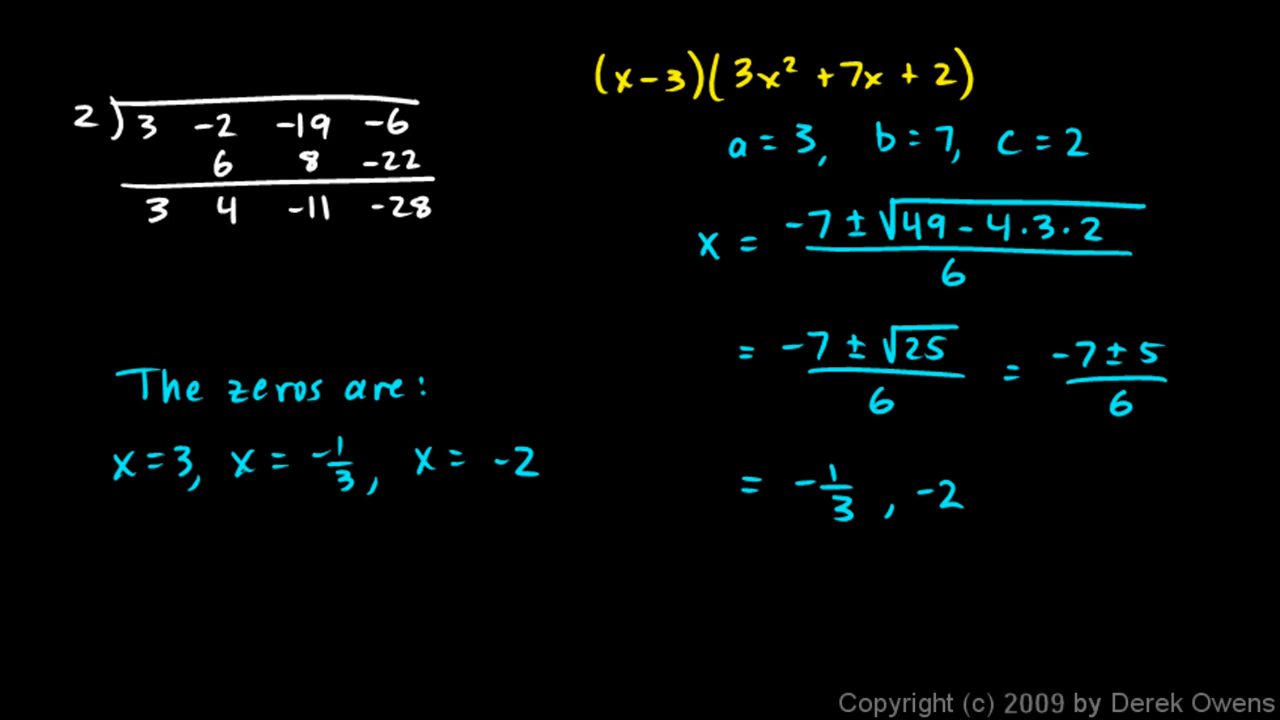 2 ) 3 -2 -19 -6
6 8 -22
3 4 -11 -28
The zeros are:
x = 3, x = -1/3, x = -2
(x - 3)(3x² + 7x + 2)
a = 3, b = 7, c = 2
x = -7 ± √49 - 4·3·2 / 6
= -7 ± √25 / 6 = -7 ± 5 / 6
= -1/3, -2
Copyright (c) 2009 by Derek Owens